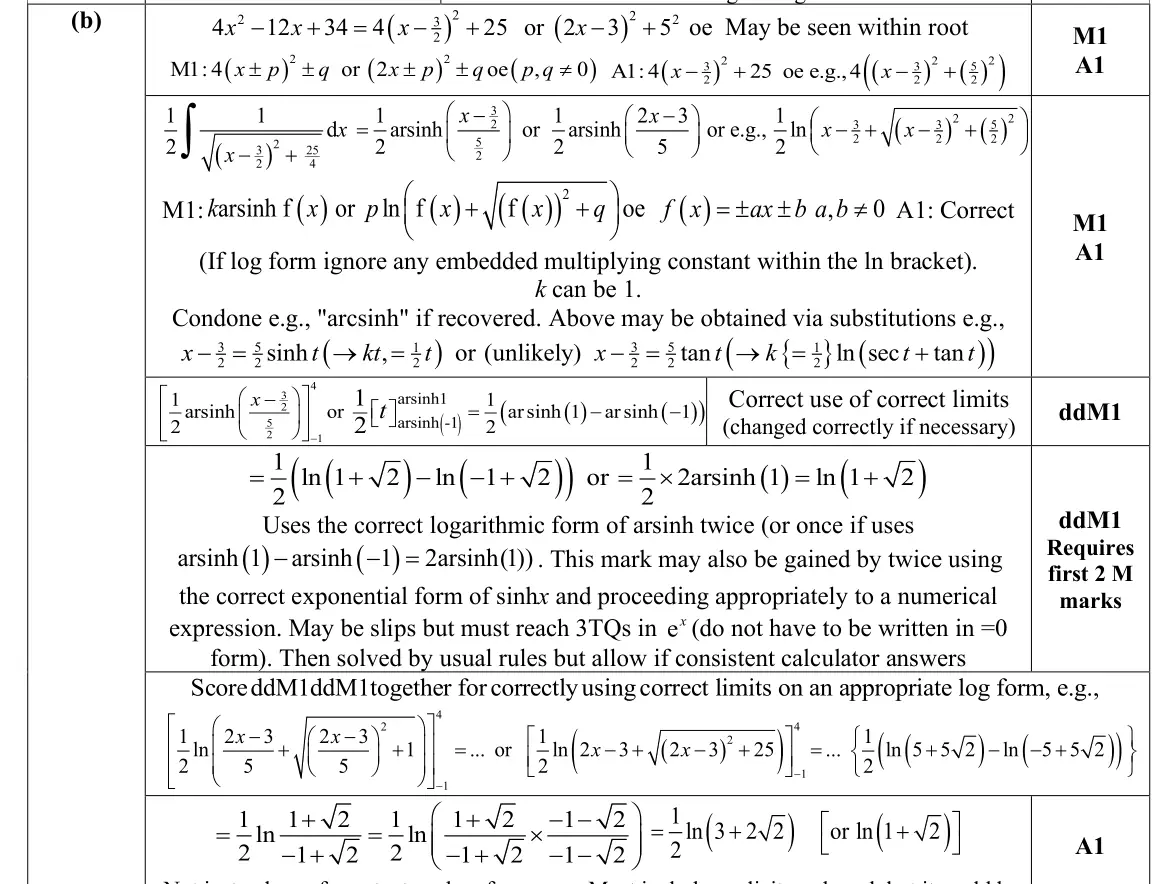 (b)
4x² −12x + 34 = 4(x − 3/2)² + 25 or (2x − 3)² + 5² oe May be seen within root
M1: 4(x ± p)² ± q or (2x ± p)² ± q oe (p, q ≠ 0) A1: 4(x − 3/2)² + 25 oe e.g., 4((x − 3/2)² + (5/2)²)
M1
A1
1/2 ∫ 1/√((x − 3/2)² + 25/4) dx = 1/2 arsinh((x − 3/2)/(5/2)) or 1/2 arsinh((2x − 3)/5) or e.g., 1/2 ln(x − 3/2 + √((x − 3/2)² + (5/2)²))
M1: karsinh f(x) or p ln(f(x) + √((f(x))² + q)) oe f(x) = ±ax ± b a, b ≠ 0 A1: Correct
(If log form ignore any embedded multiplying constant within the ln bracket).
k can be 1.
Condone e.g., "arcsinh" if recovered. Above may be obtained via substitutions e.g.,
x − 3/2 = 5/2 sinh t (→ kt, = 1/2 t) or (unlikely) x − 3/2 = 5/2 tan t (→ k{= 1/2} ln(sec t + tan t))
M1
A1
[1/2 arsinh((x − 3/2)/(5/2))]₋₁⁴ or 1/2 [t]_{arsinh(-1)}^{arsinh1} = 1/2 (arsinh(1) − arsinh(−1))
Correct use of correct limits
(changed correctly if necessary)
ddM1
= 1/2 (ln(1 + √2) − ln(−1 + √2)) or = 1/2 × 2arsinh(1) = ln(1 + √2)
Uses the correct logarithmic form of arsinh twice (or once if uses
arsinh(1) − arsinh(−1) = 2arsinh(1)). This mark may also be gained by twice using
the correct exponential form of sinhx and proceeding appropriately to a numerical
expression. May be slips but must reach 3TQs in eˣ (do not have to be written in =0
form). Then solved by usual rules but allow if consistent calculator answers
ddM1
Requires
first 2 M
marks
Score ddM1ddM1 together for correctly using correct limits on an appropriate log form, e.g.,
[1/2 ln((2x − 3)/5 + √(((2x − 3)/5)² + 1))]₋₁⁴ = ... or [1/2 ln(2x − 3 + √((2x − 3)² + 25))]₋₁⁴ = ... {1/2 (ln(5 + 5√2) − ln(−5 + 5√2))}
= 1/2 ln (1 + √2)/(−1 + √2) = 1/2 ln((1 + √2)/(−1 + √2) × (−1 − √2)/(−1 − √2)) = 1/2 ln(3 + 2√2) [or ln(1 + √2)]
A1